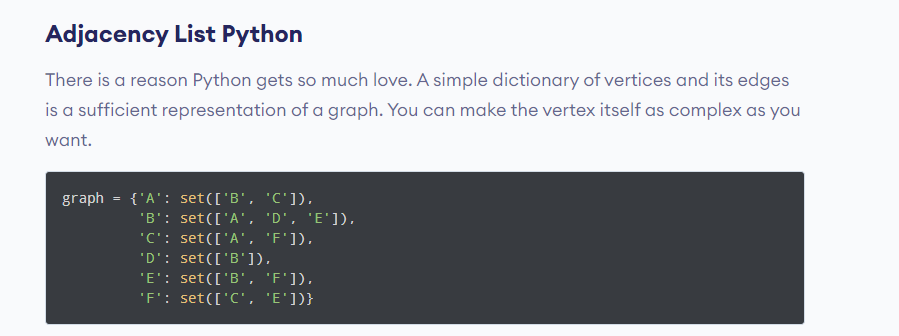 Adjacency List Python
There is a reason Python gets so much love. A simple dictionary of vertices and its edges
is a sufficient representation of a graph. You can make the vertex itself as complex as you
want.
graph = {'A': set(['B', 'C']),
         'B': set(['A', 'D', 'E']),
         'C': set(['A', 'F']),
         'D': set(['B']),
         'E': set(['B', 'F']),
         'F': set(['C', 'E'])}